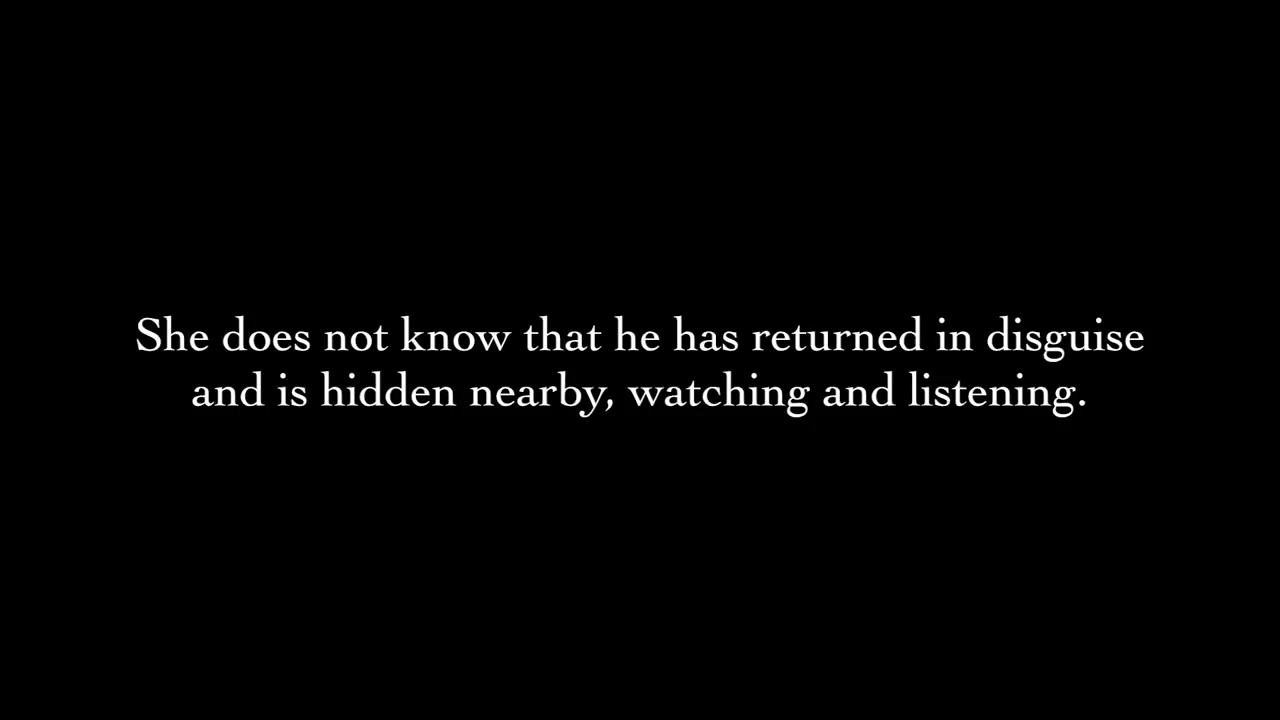 She does not know that he has returned in disguise
and is hidden nearby, watching and listening.